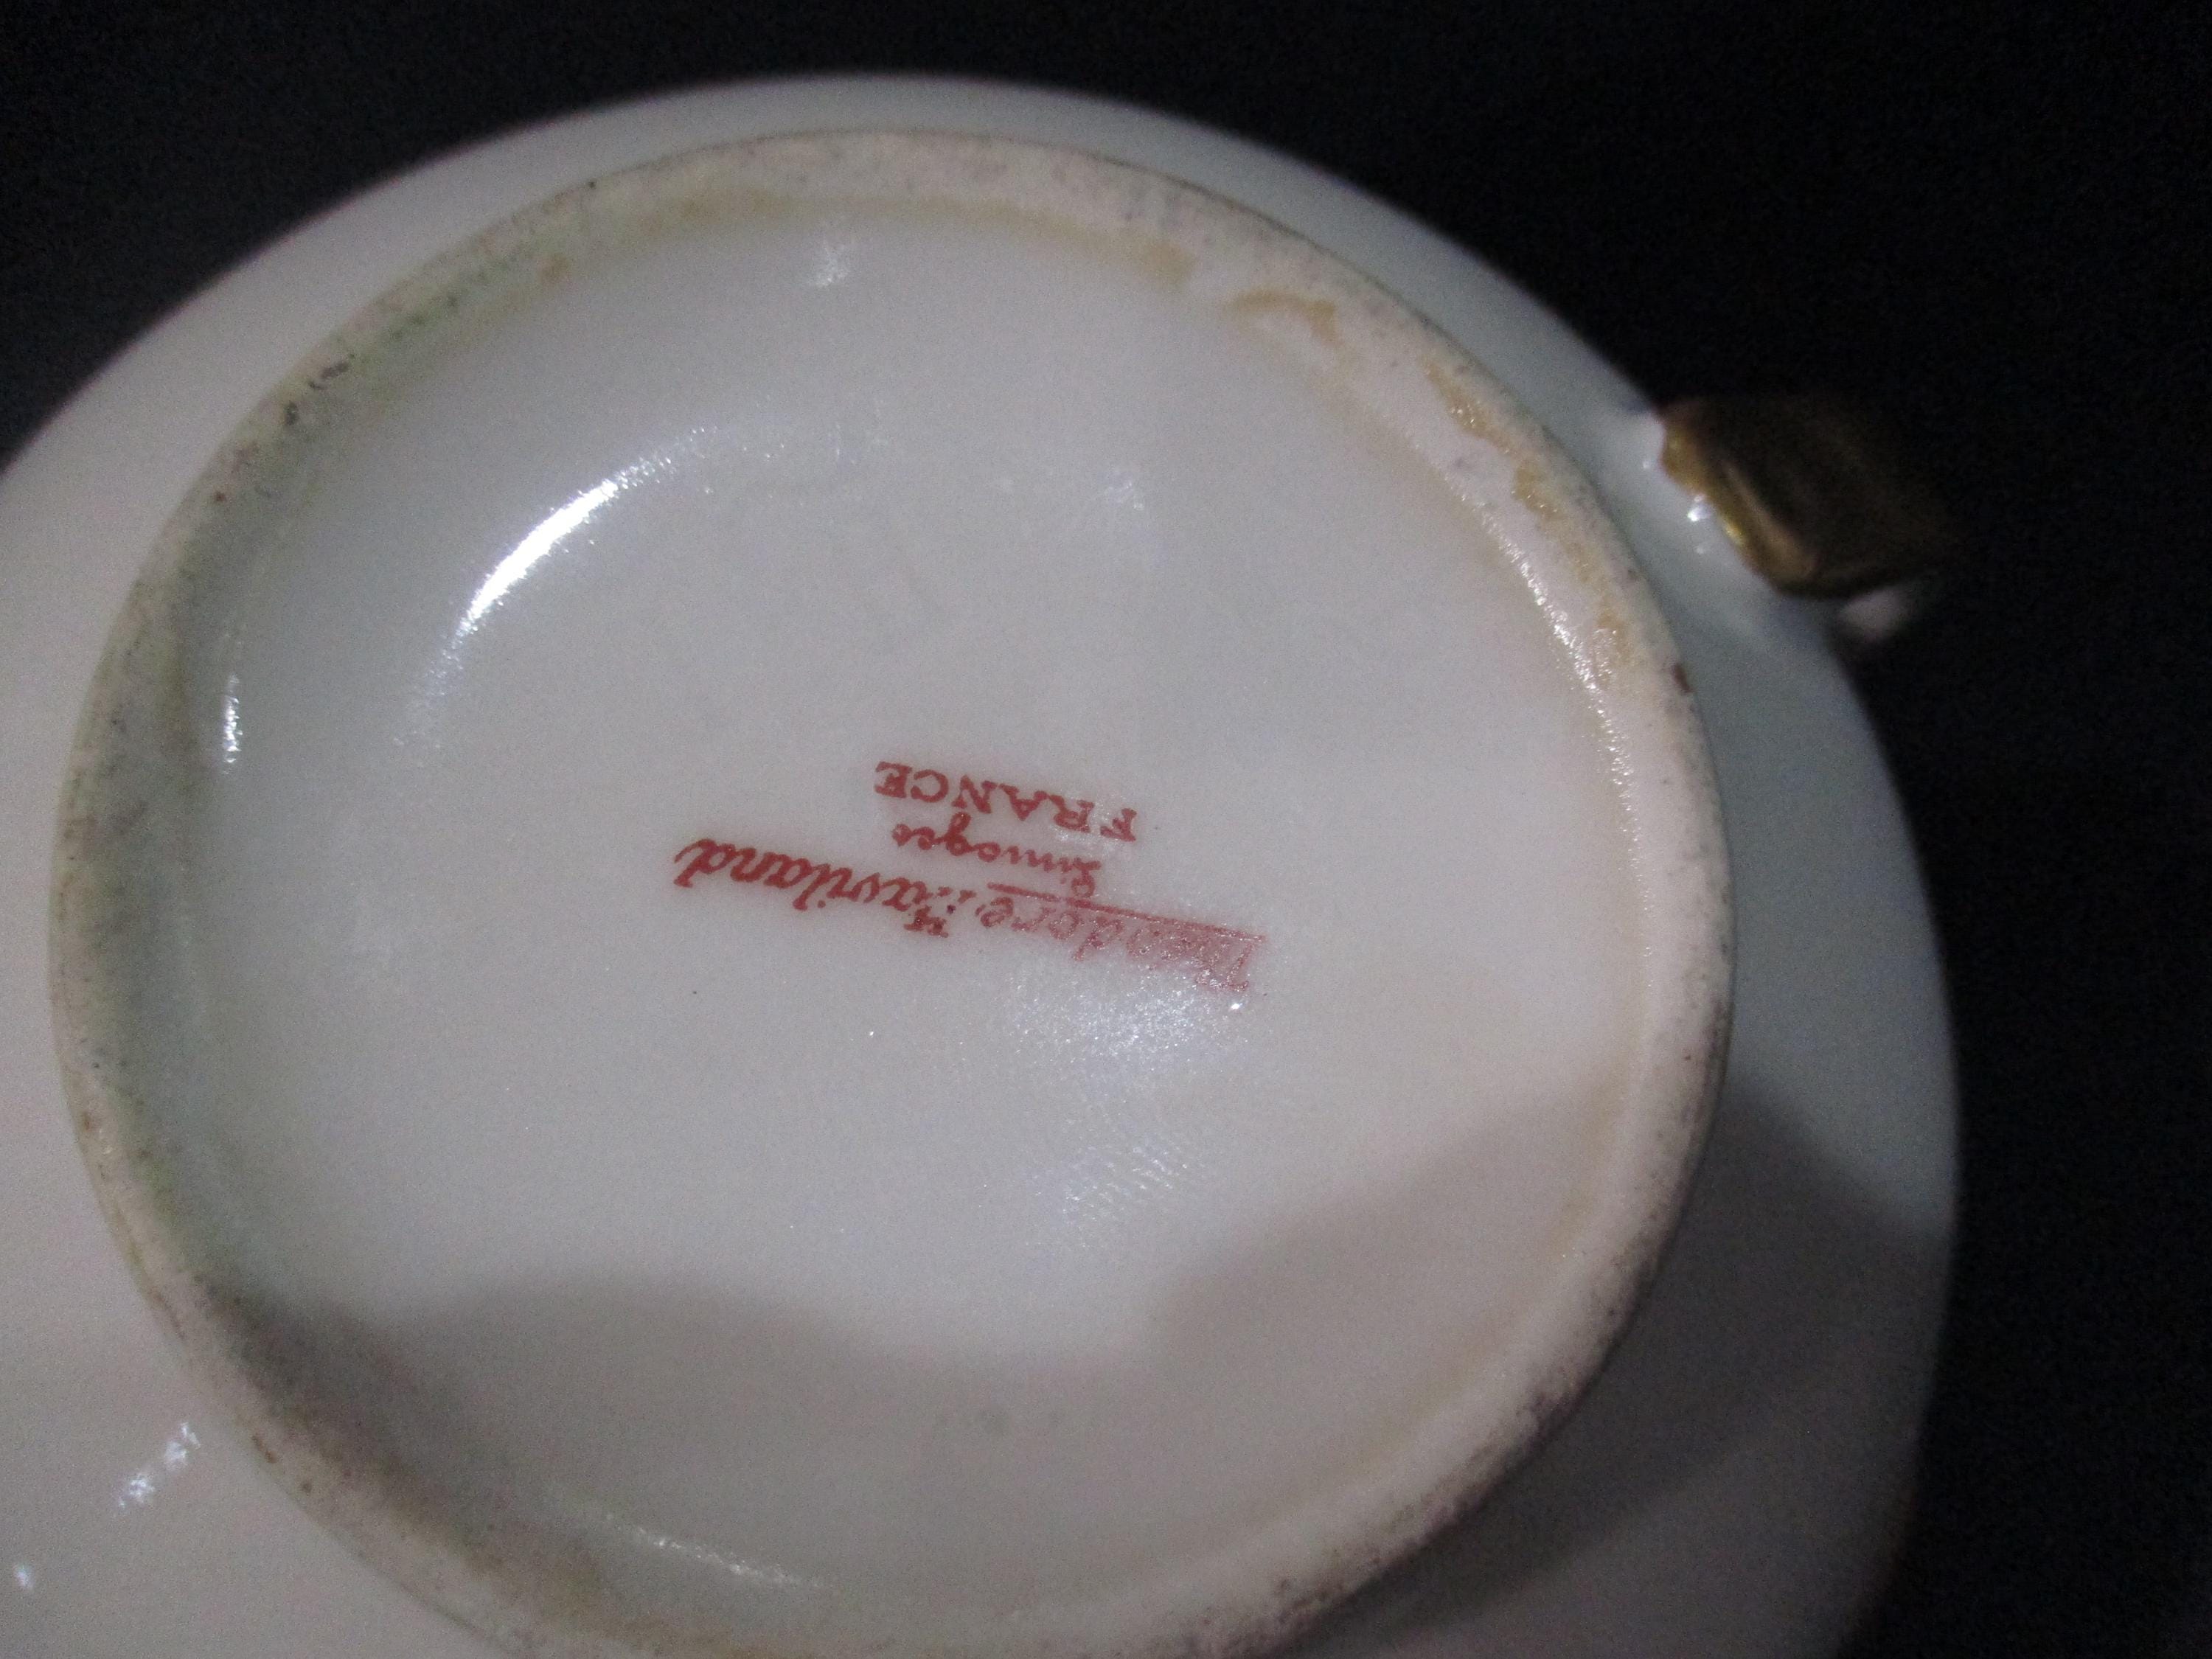 Theodore Haviland
Limoges
FRANCE